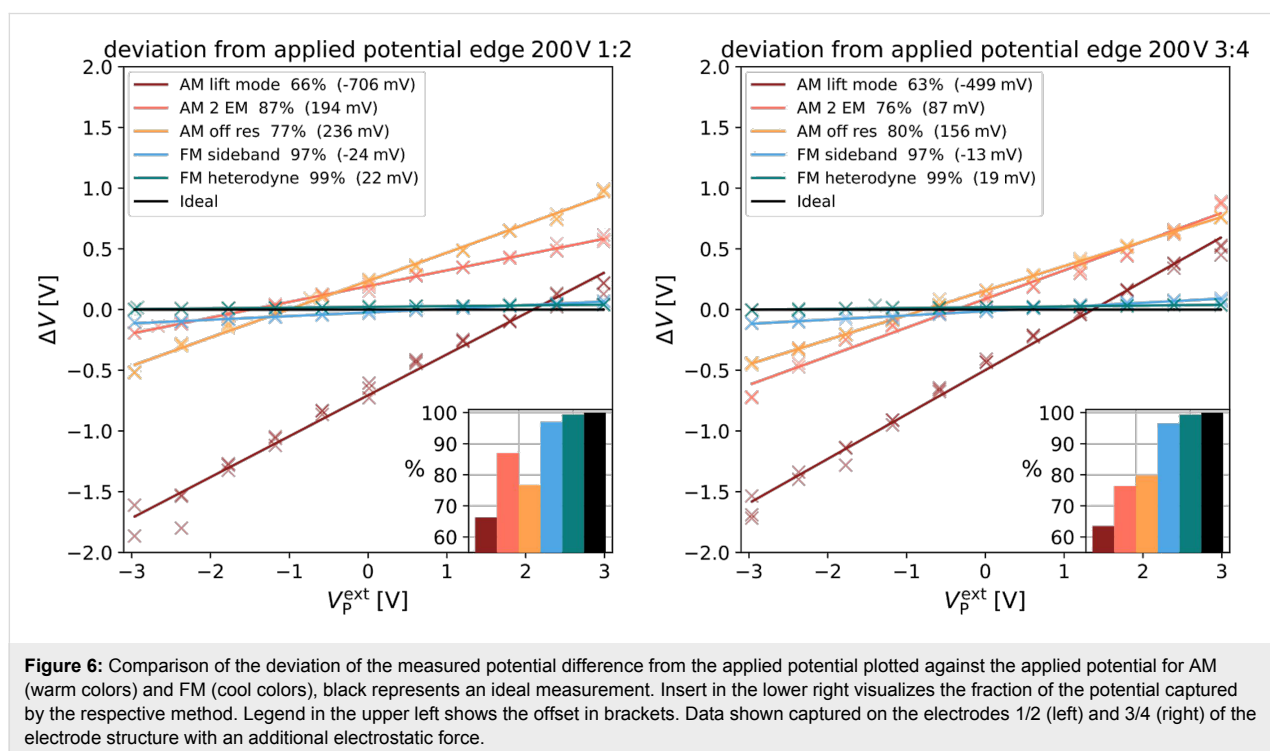 deviation from applied potential edge 200V 1:2
2.0
1.5
1.0
0.5
0.0
−0.5
−1.0
−1.5
−2.0
ΔV [V]
AM lift mode 66% (-706 mV)
AM 2 EM 87% (194 mV)
AM off res 77% (236 mV)
FM sideband 97% (-24 mV)
FM heterodyne 99% (22 mV)
Ideal
100
90
80
70
60
%
−3 −2 −1 0 1 2 3
V_P^ext [V]
deviation from applied potential edge 200V 3:4
2.0
1.5
1.0
0.5
0.0
−0.5
−1.0
−1.5
−2.0
ΔV [V]
AM lift mode 63% (-499 mV)
AM 2 EM 76% (87 mV)
AM off res 80% (156 mV)
FM sideband 97% (-13 mV)
FM heterodyne 99% (19 mV)
Ideal
100
90
80
70
60
%
−3 −2 −1 0 1 2 3
V_P^ext [V]
Figure 6: Comparison of the deviation of the measured potential difference from the applied potential plotted against the applied potential for AM
(warm colors) and FM (cool colors), black represents an ideal measurement. Insert in the lower right visualizes the fraction of the potential captured
by the respective method. Legend in the upper left shows the offset in brackets. Data shown captured on the electrodes 1/2 (left) and 3/4 (right) of the
electrode structure with an additional electrostatic force.